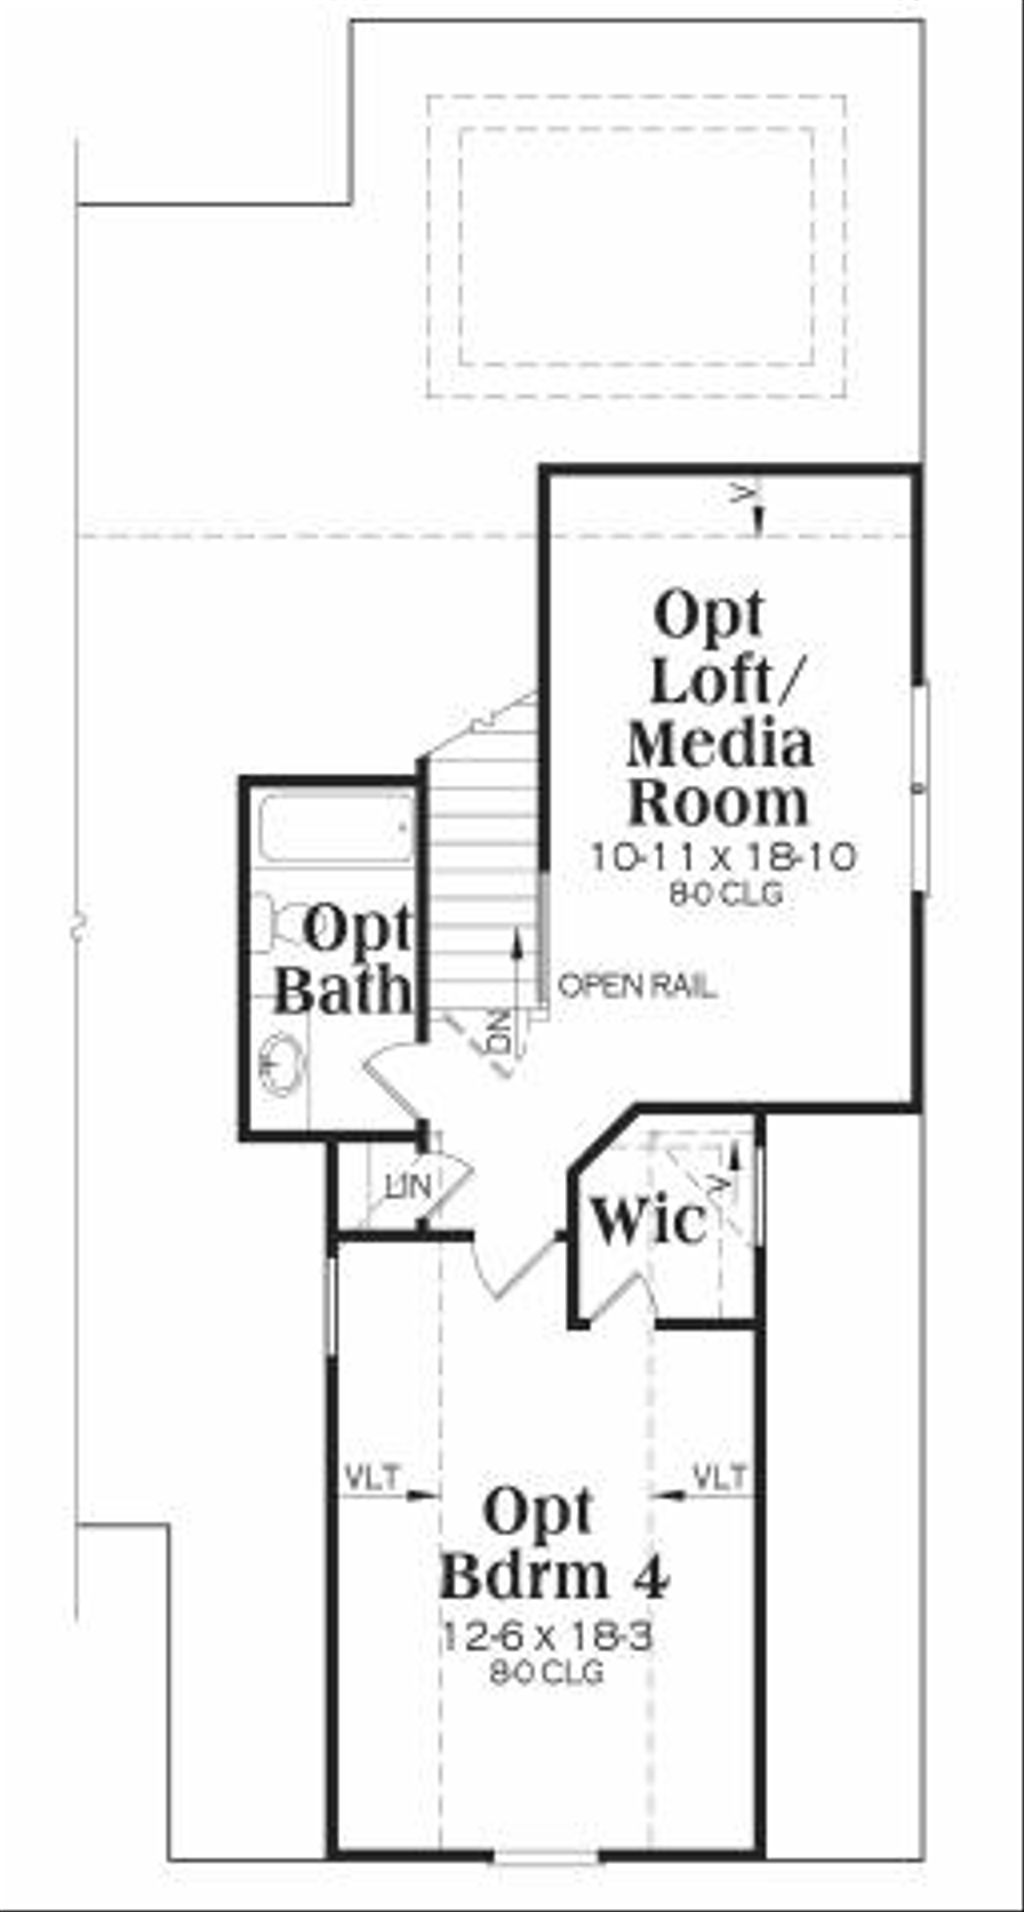 V
Opt
Loft/
Media
Room
10-11 x 18-10
8-0 CLG
Opt
Bath
OPEN RAIL
DN
LIN
V
Wic
VLT
VLT
Opt
Bdrm 4
12-6 x 18-3
8-0 CLG